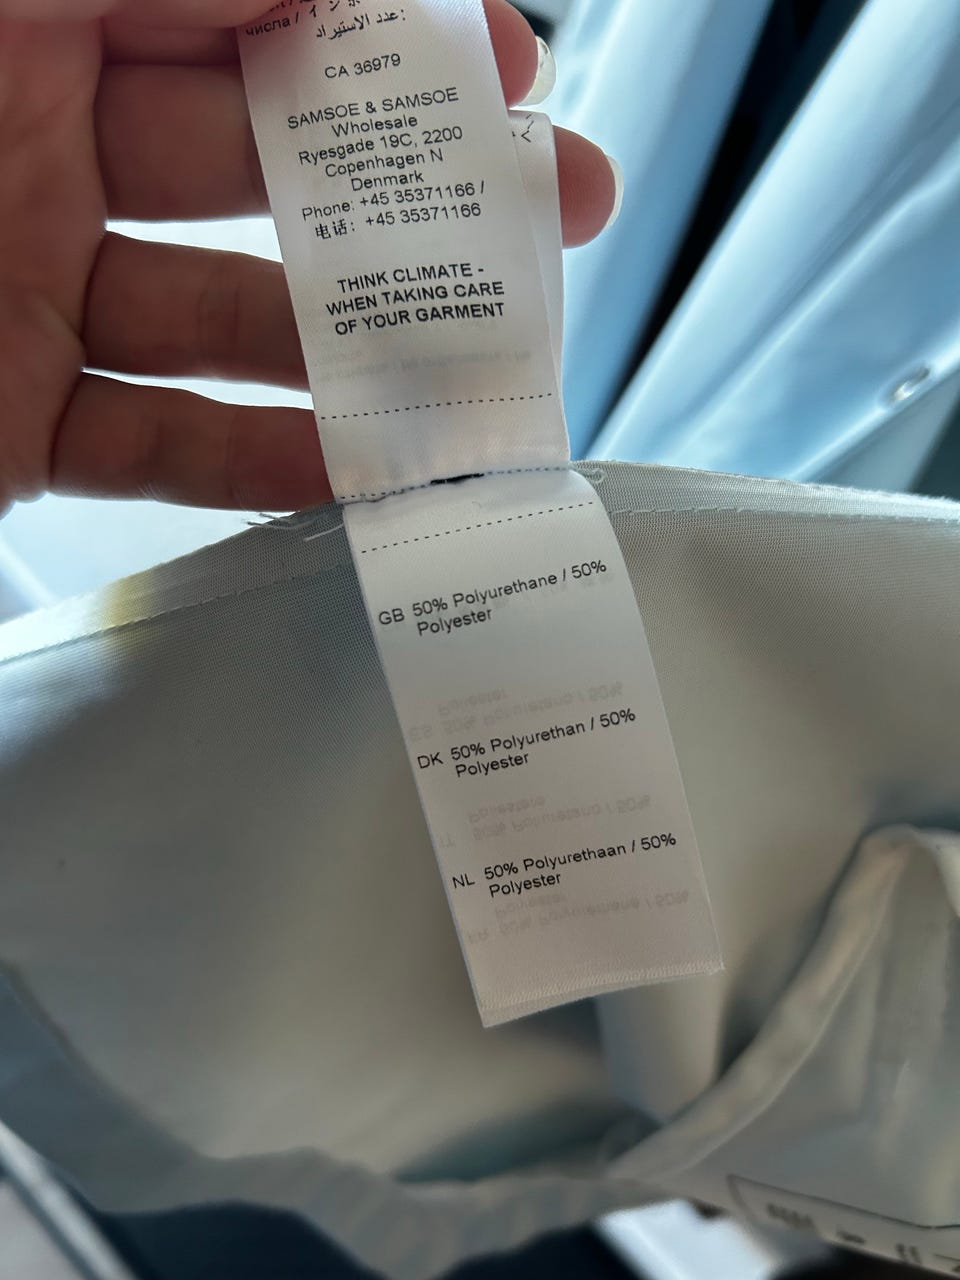 числа /
عدد الاستيراد:
CA 36979
SAMSOE & SAMSOE
Wholesale
Ryesgade 19C, 2200
Copenhagen N
Denmark
Phone: +45 35371166 /
电话: +45 35371166
THINK CLIMATE -
WHEN TAKING CARE
OF YOUR GARMENT
GB 50% Polyurethane / 50%
Polyester
DK 50% Polyurethan / 50%
Polyester
NL 50% Polyurethaan / 50%
Polyester